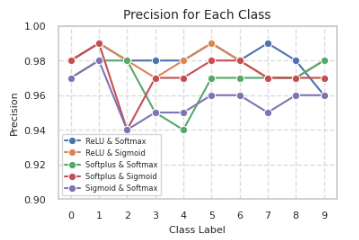 Precision for Each Class
1.00
0.98
0.96
0.94
0.92
0.90
Precision
ReLU & Softmax
ReLU & Sigmoid
Softplus & Softmax
Softplus & Sigmoid
Sigmoid & Softmax
0 1 2 3 4 5 6 7 8 9
Class Label